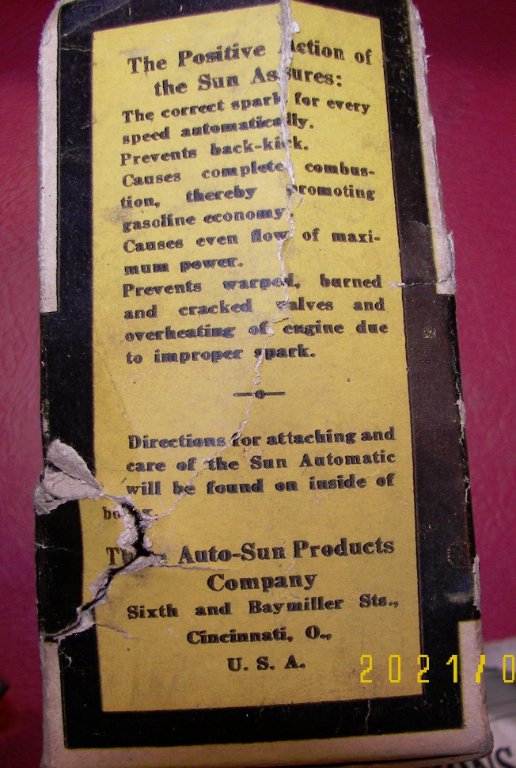 The Positive Action of
the Sun Assures:
The correct spark for every
speed automatically.
Prevents back-kick.
Causes complete combus-
tion, thereby promoting
gasoline economy
Causes even flow of maxi-
mum power.
Prevents warped, burned
and cracked valves and
overheating of engine due
to improper spark.
Directions for attaching and
care of the Sun Automatic
will be found on inside of
Auto-Sun Products
Company
Sixth and Baymiller Sts.,
Cincinnati, O.,
U. S. A.
2021/0